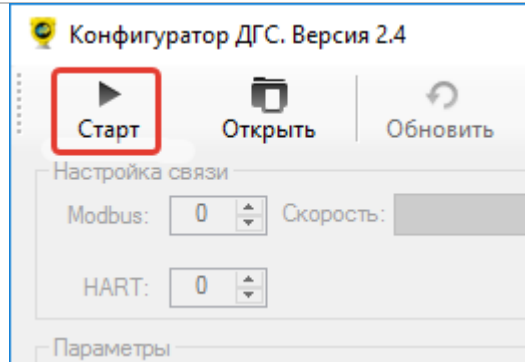 Конфигуратор ДГС. Версия 2.4
Старт Открыть Обновить
Настройка связи
Modbus: 0 Скорость:
HART: 0
Параметры